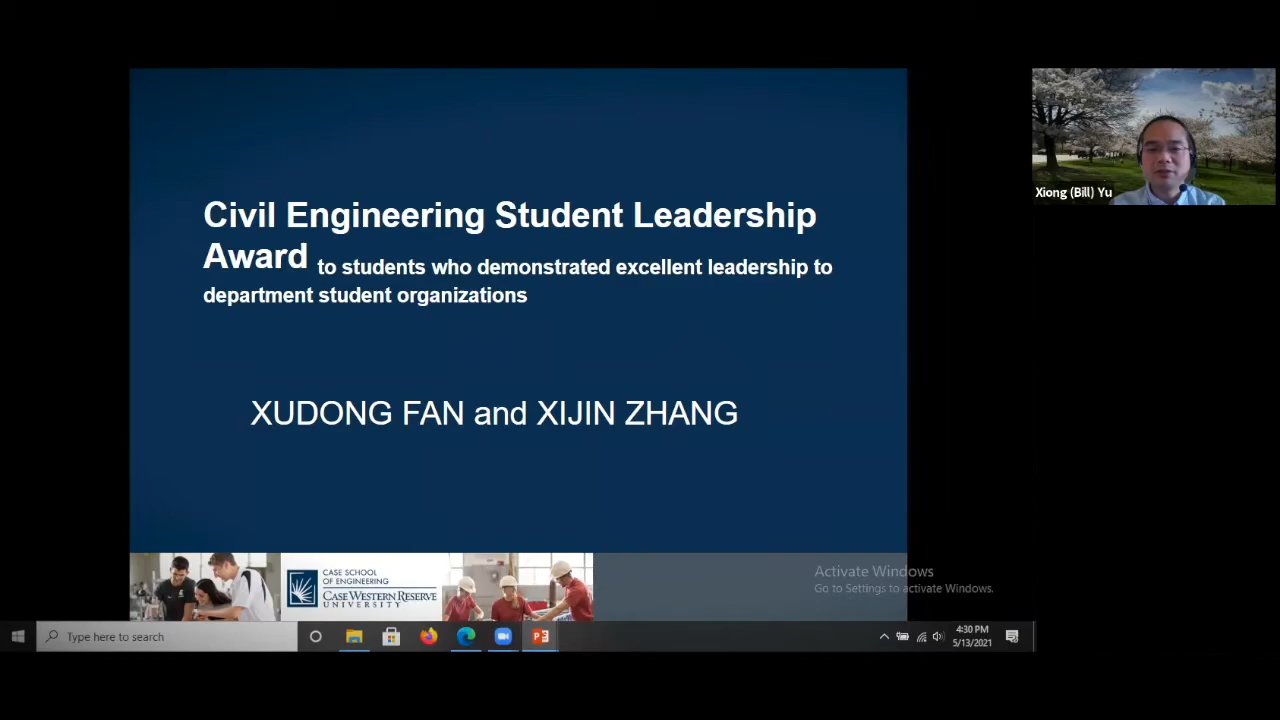 Civil Engineering Student Leadership
Award to students who demonstrated excellent leadership to
department student organizations
XUDONG FAN and XIJIN ZHANG
Xiong (Bill) Yu
CASE SCHOOL
OF ENGINEERING
CASE WESTERN RESERVE
UNIVERSITY
Activate Windows
Go to Settings to activate Windows.
Type here to search
4:30 PM
5/13/2021